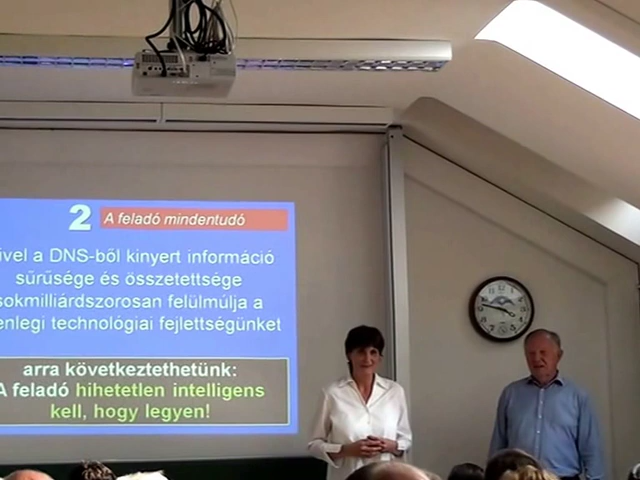 2 A feladó mindentudó
a DNS-ből kinyert információ
sűrűsége és összetettsége
felülmúlja a
technológiai fejlettségünket
arra következtethetünk:
A feladó hihetetlen intelligens
kell, hogy legyen!